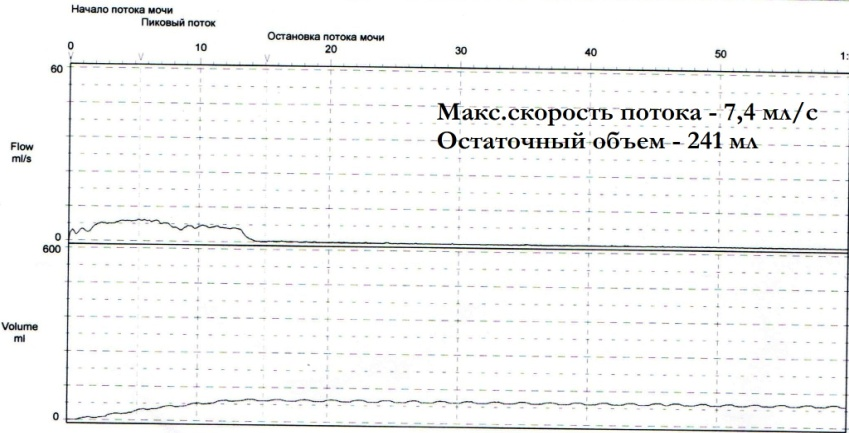 Начало потока мочи
Пиковый поток
Остановка потока мочи
0 10 20 30 40 50 1:
60
Макс.скорость потока - 7,4 мл/с
Остаточный объем - 241 мл
Flow
ml/s
0
600
Volume
ml
0